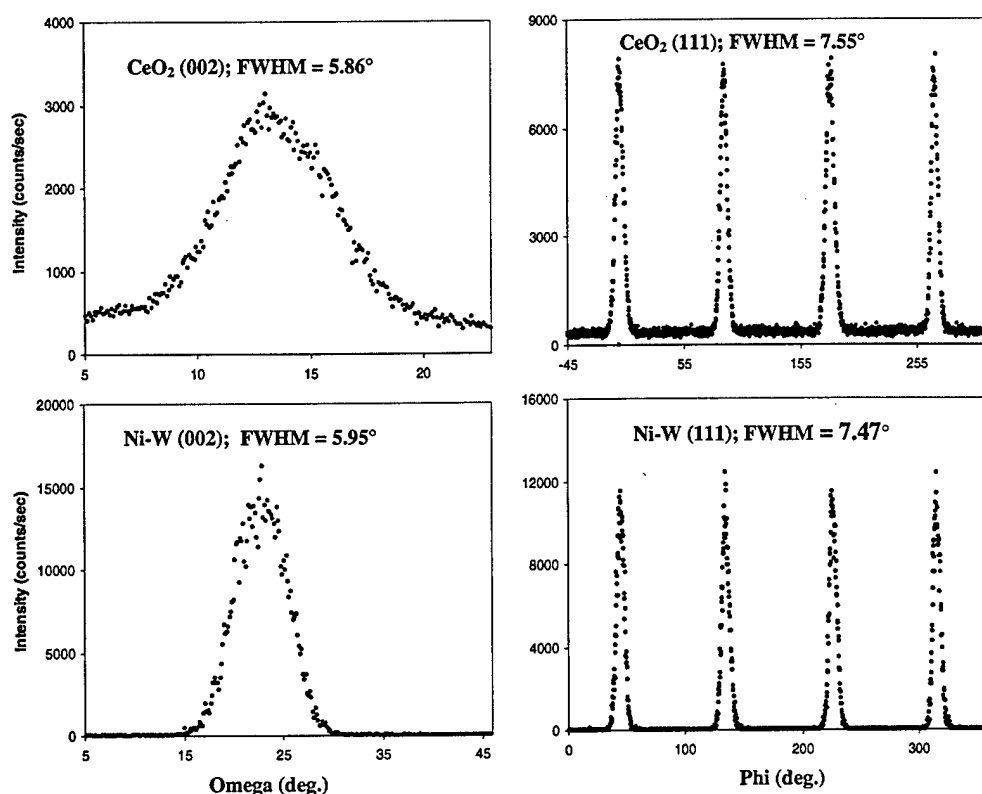 4000
3000
2000
1000
0
5 10 15 20
Intensity (counts/sec)
CeO₂ (002); FWHM = 5.86°
9000
6000
3000
0
-45 55 155 255
CeO₂ (111); FWHM = 7.55°
20000
15000
10000
5000
0
5 15 25 35 45
Intensity (counts/sec)
Omega (deg.)
Ni-W (002); FWHM = 5.95°
16000
12000
8000
4000
0
0 100 200 300
Phi (deg.)
Ni-W (111); FWHM = 7.47°